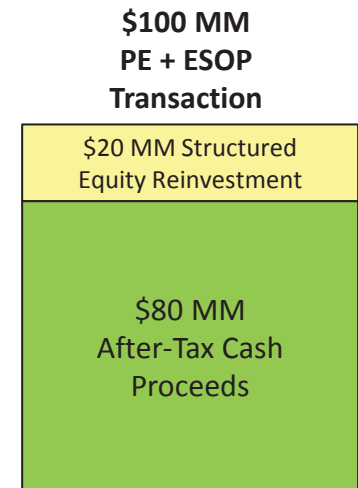 $100 MM
PE + ESOP
Transaction
$20 MM Structured
Equity Reinvestment
$80 MM
After-Tax Cash
Proceeds